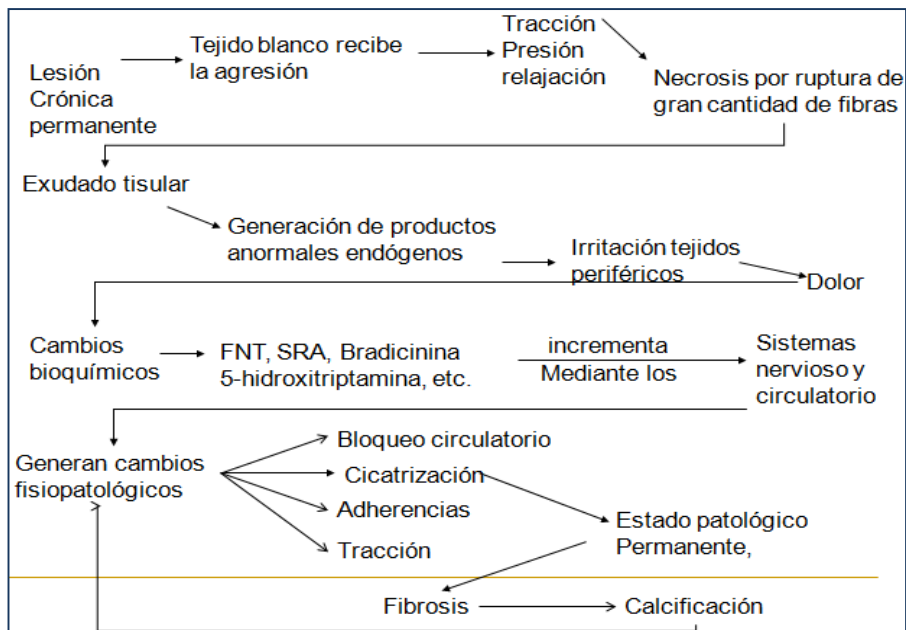 Lesión
Crónica
permanente
Tejido blanco recibe
la agresión
Tracción
Presión
relajación
Necrosis por ruptura de
gran cantidad de fibras
Exudado tisular
Generación de productos
anormales endógenos
Irritación tejidos
periféricos
Dolor
Cambios
bioquímicos
FNT, SRA, Bradicinina
5-hidroxitriptamina, etc.
incrementa
Mediante los
Sistemas
nervioso y
circulatorio
Generan cambios
fisiopatológicos
Bloqueo circulatorio
Cicatrización
Adherencias
Tracción
Estado patológico
Permanente,
Fibrosis
Calcificación